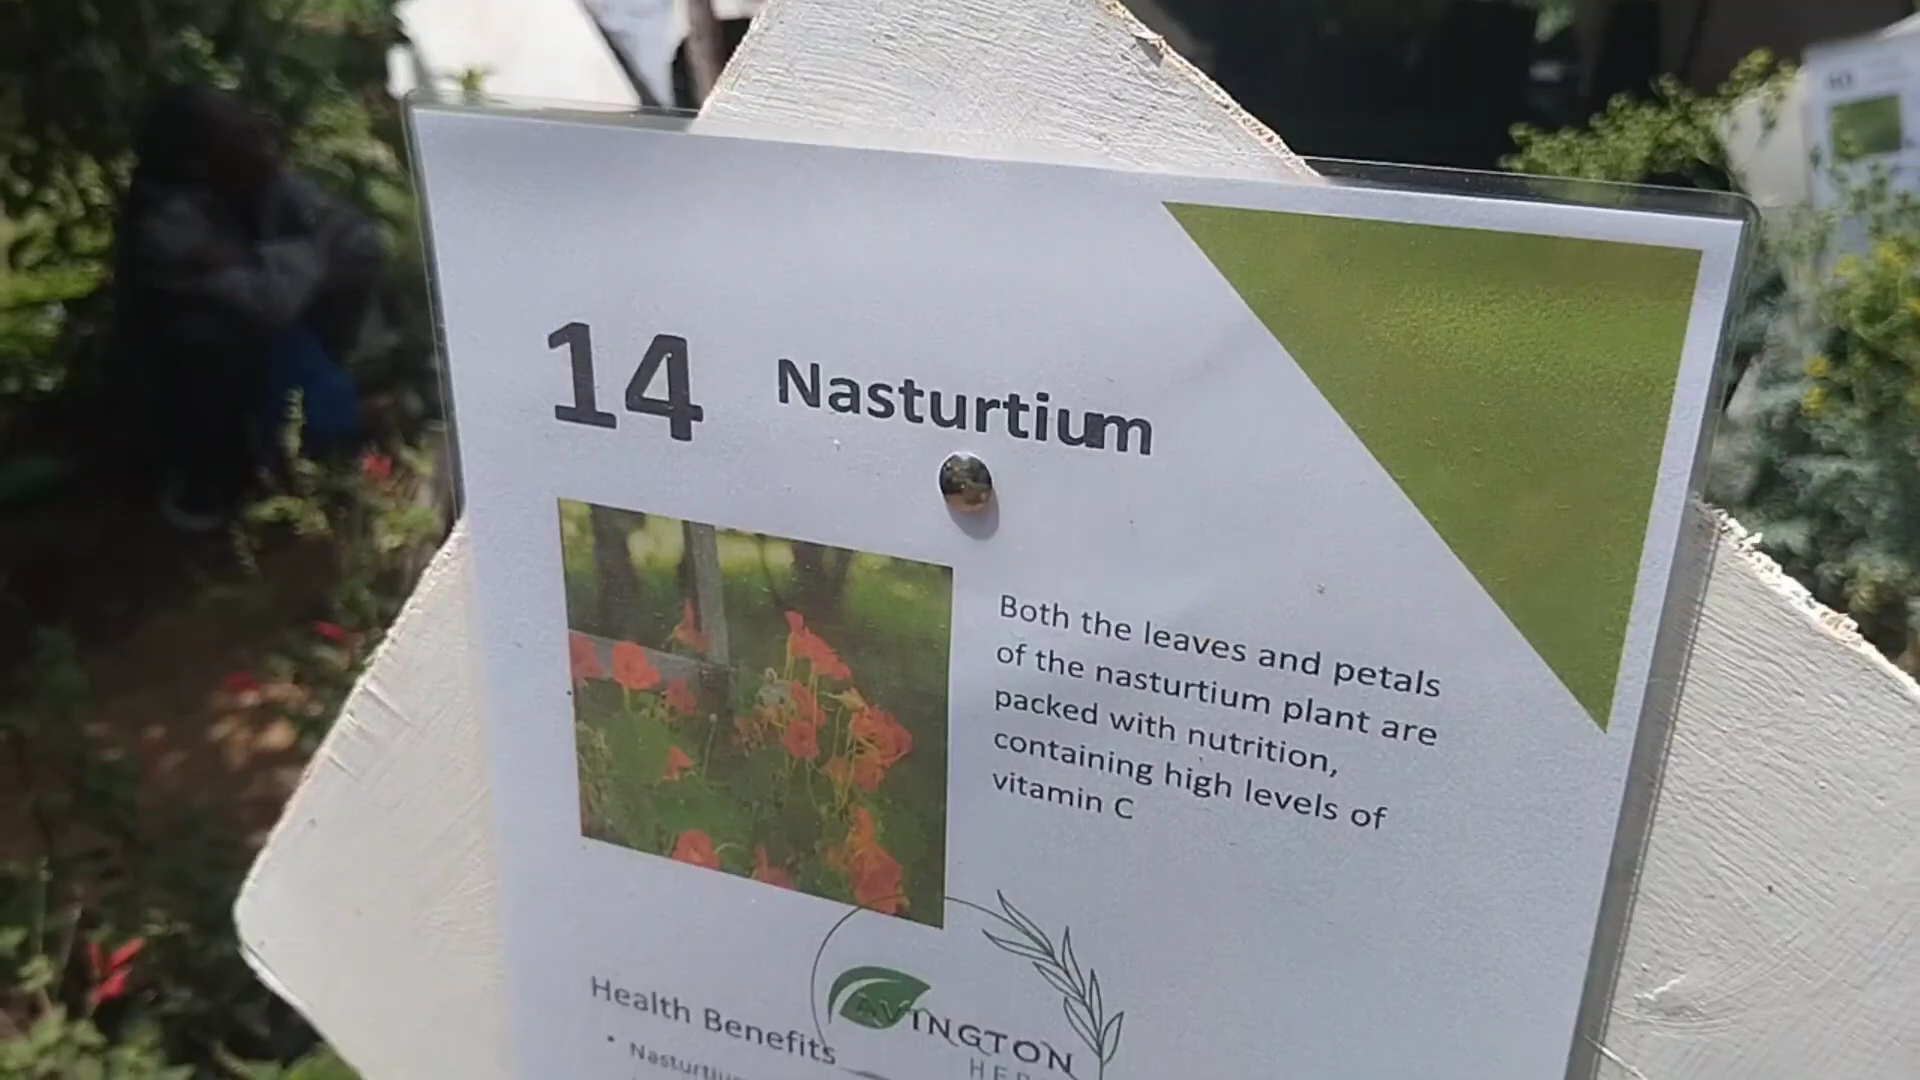 14 Nasturtium
Both the leaves and petals
of the nasturtium plant are
packed with nutrition,
containing high levels of
vitamin C
Health Benefits
AVINGTON